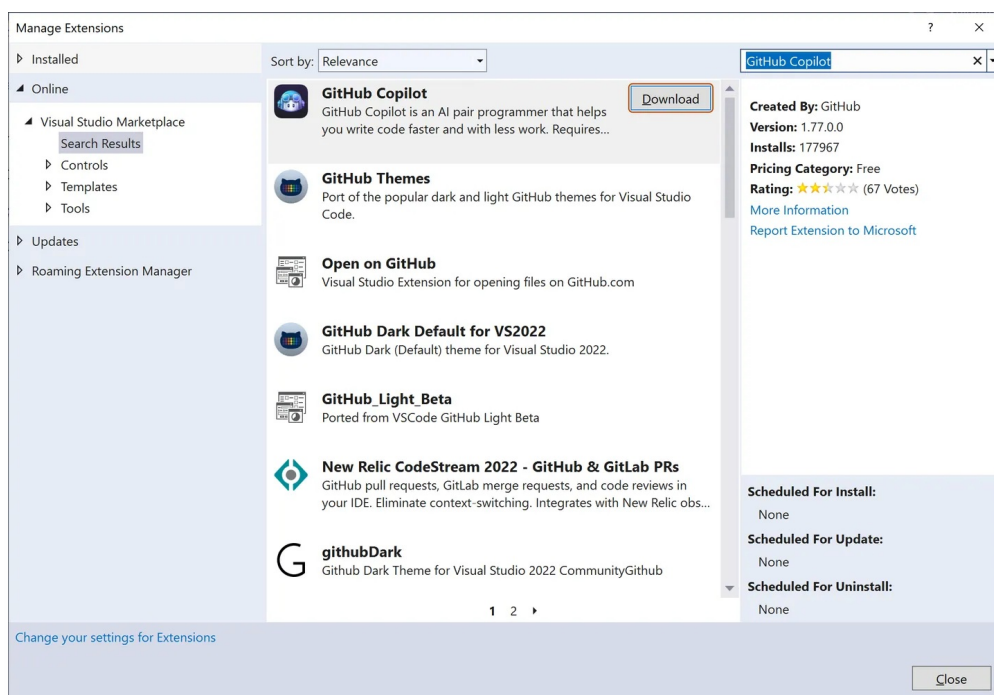 Manage Extensions
?
Installed
Online
Visual Studio Marketplace
Search Results
Controls
Templates
Tools
Updates
Roaming Extension Manager
Sort by: Relevance
GitHub Copilot
Download
GitHub Copilot is an AI pair programmer that helps
you write code faster and with less work. Requires...
GitHub Themes
Port of the popular dark and light GitHub themes for Visual Studio
Code.
Open on GitHub
Visual Studio Extension for opening files on GitHub.com
GitHub Dark Default for VS2022
GitHub Dark (Default) theme for Visual Studio 2022.
GitHub_Light_Beta
Ported from VSCode GitHub Light Beta
New Relic CodeStream 2022 - GitHub & GitLab PRs
GitHub pull requests, GitLab merge requests, and code reviews in
your IDE. Eliminate context-switching. Integrates with New Relic obs...
G
githubDark
Github Dark Theme for Visual Studio 2022 CommunityGithub
1 2
GitHub Copilot
Created By: GitHub
Version: 1.77.0.0
Installs: 177967
Pricing Category: Free
Rating: (67 Votes)
More Information
Report Extension to Microsoft
Scheduled For Install:
None
Scheduled For Update:
None
Scheduled For Uninstall:
None
Change your settings for Extensions
Close